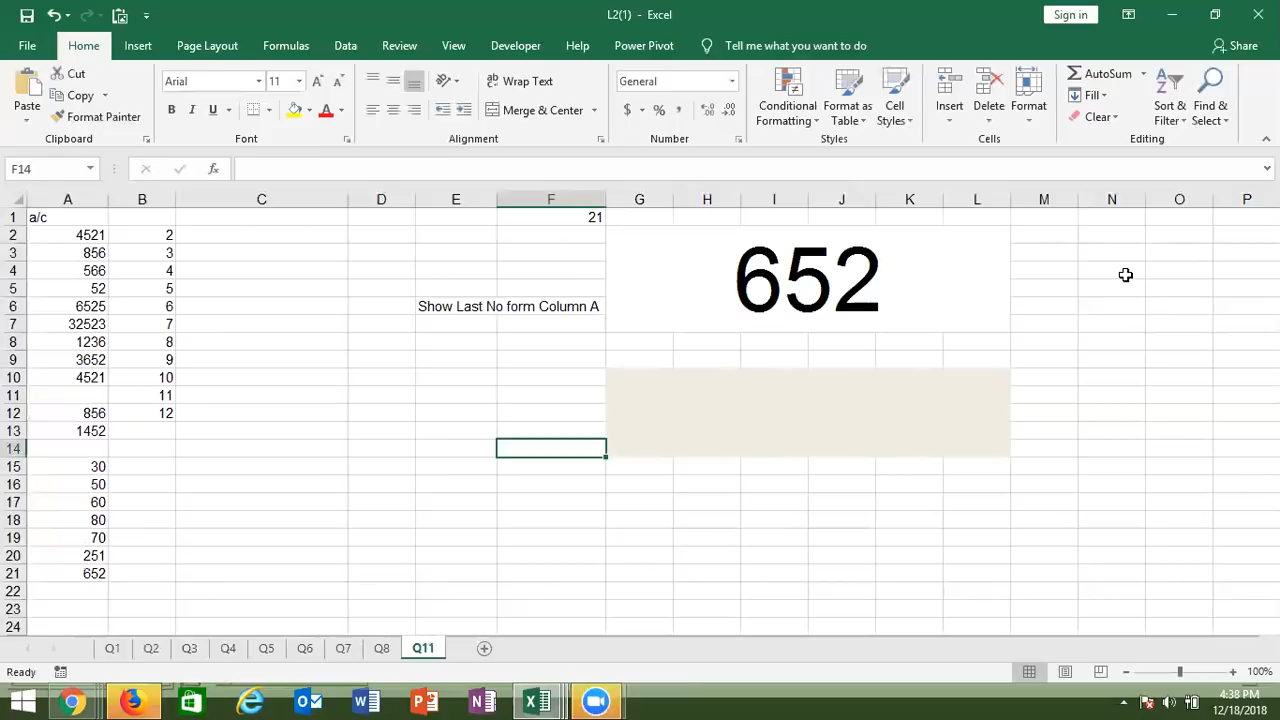 L2(1) - Excel
Sign in
File Home Insert Page Layout Formulas Data Review View Developer Help Power Pivot Tell me what you want to do Share
Paste Cut Copy Format Painter
Clipboard
Arial 11
B I U
Font
Wrap Text
Merge & Center
Alignment
General
$ % ,
Number
Conditional Formatting Format as Table Cell Styles
Styles
Insert Delete Format
Cells
AutoSum Fill Clear
Sort & Filter Find & Select
Editing
F14 fx
A B C D E F G H I J K L M N O P
1 a/c 21
2 4521 2
3 856 3
4 566 4
5 52 5
652
6 6525 6 Show Last No form Column A
7 32523 7
8 1236 8
9 3652 9
10 4521 10
11 11
12 856 12
13 1452
14
15 30
16 50
17 60
18 80
19 70
20 251
21 652
22
23
24
Q1 Q2 Q3 Q4 Q5 Q6 Q7 Q8 Q11
Ready 100%
4:38 PM
12/18/2018